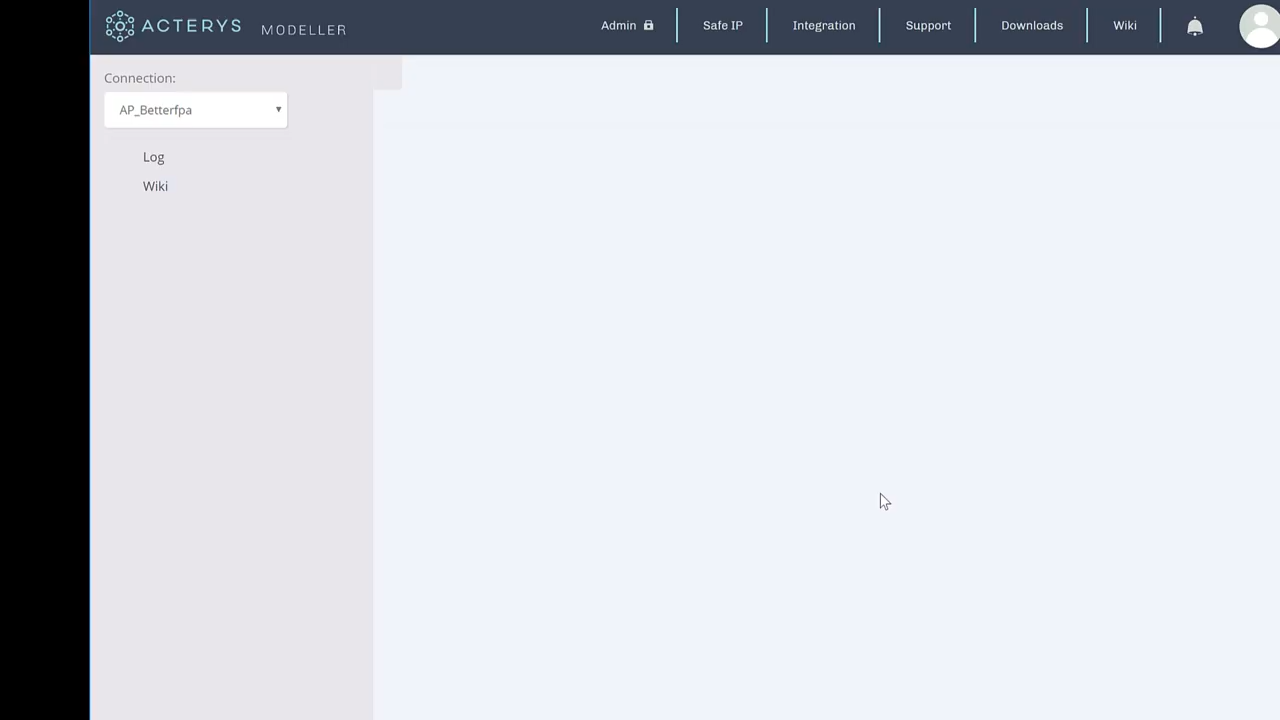 ACTERYS MODELLER
Admin
Safe IP
Integration
Support
Downloads
Wiki
Connection:
AP_Betterfpa
Log
Wiki